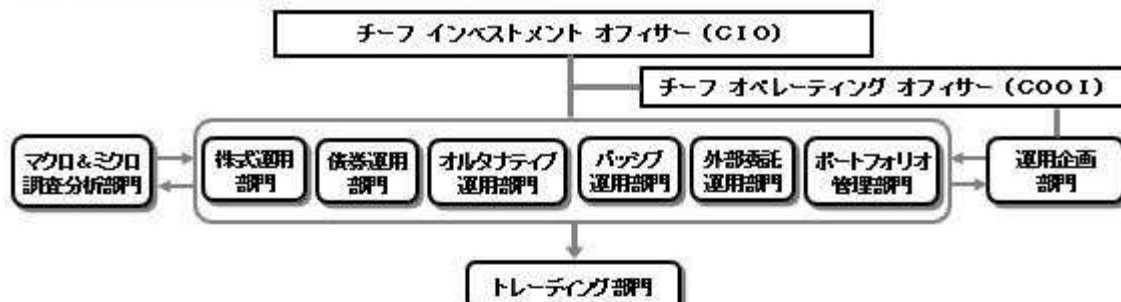 チーフ インベストメント オフィサー (CIO)
チーフ オペレーティング オフィサー (COOI)
マクロ&ミクロ
調査分析部門
株式運用
部門
債券運用
部門
オルタナティブ
運用部門
パッシブ
運用部門
外部委託
運用部門
ポートフォリオ
管理部門
運用企画
部門
トレーディング部門